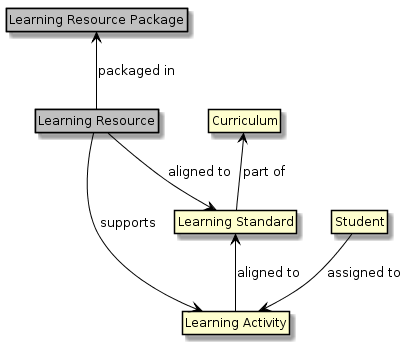 Learning Resource Package
packaged in
Learning Resource
Curriculum
aligned to
part of
supports
Learning Standard
Student
aligned to
assigned to
Learning Activity